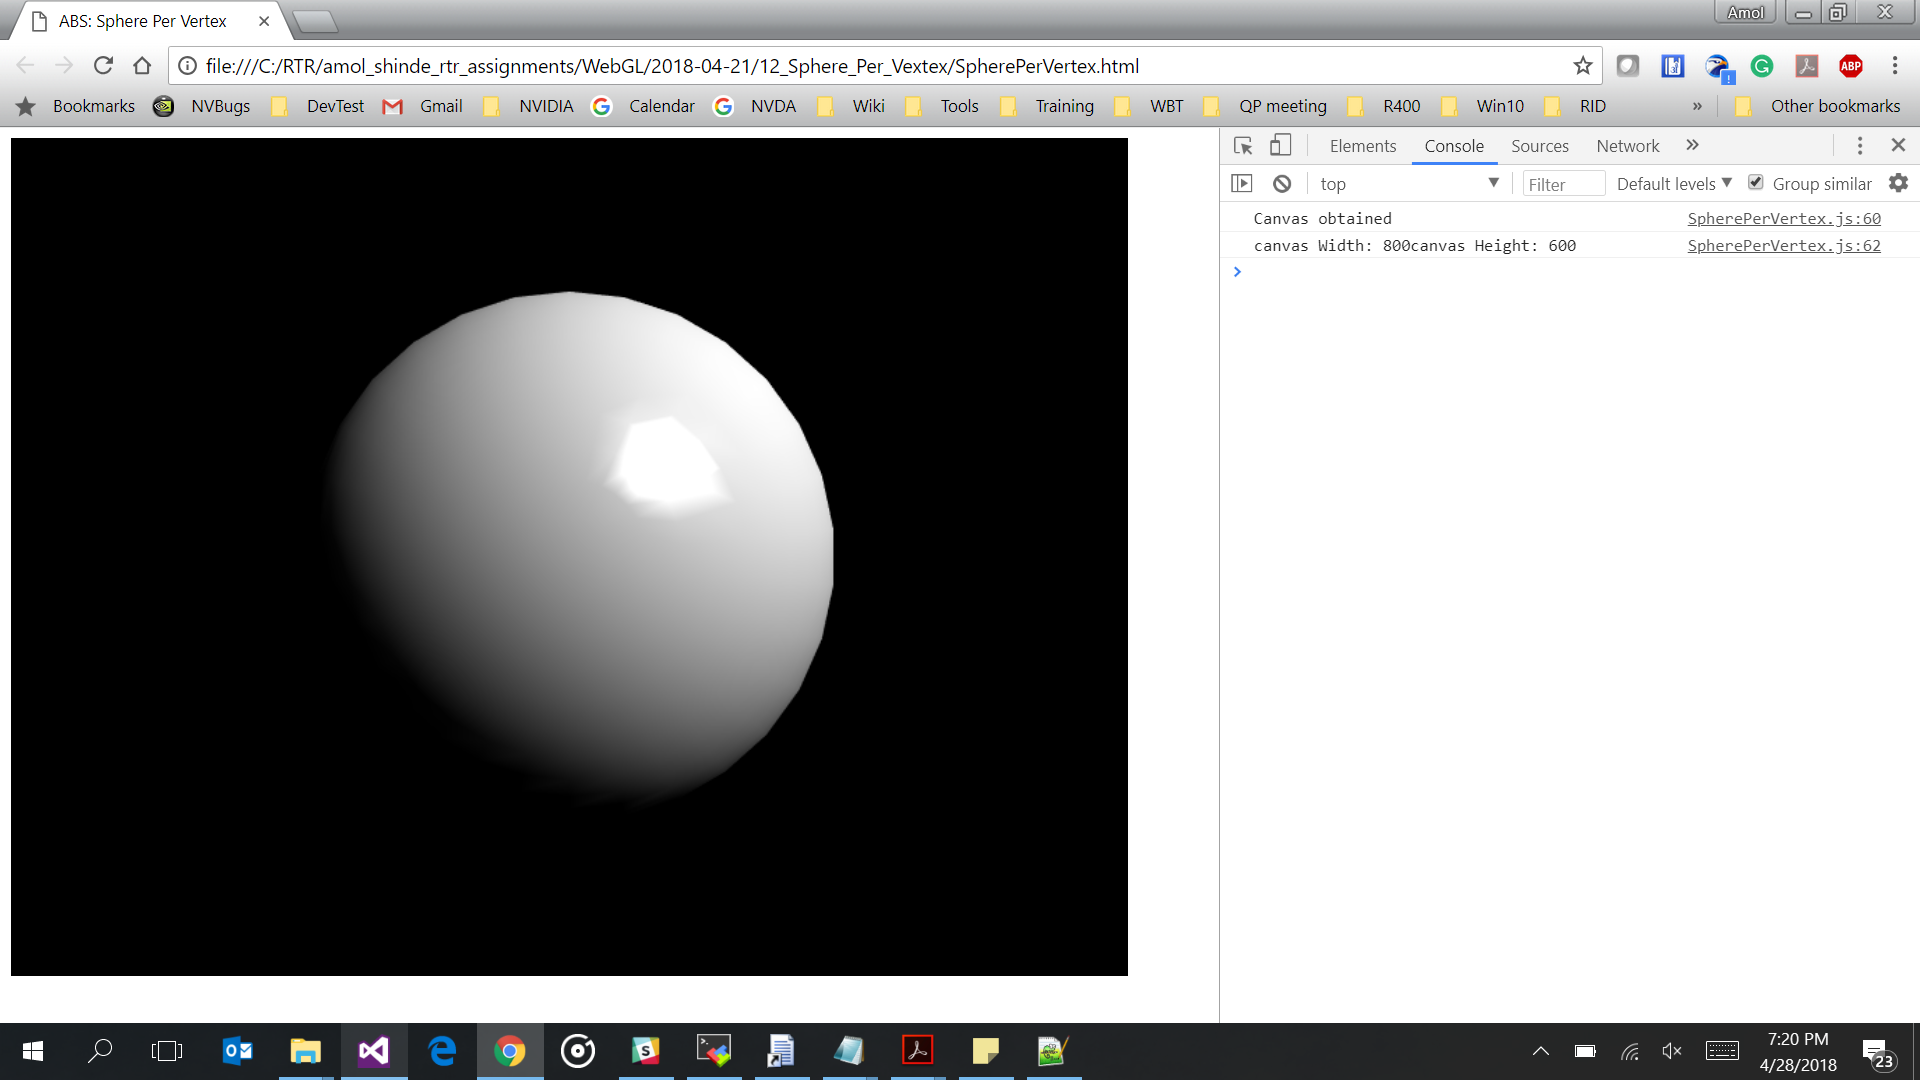 ABS: Sphere Per Vertex
Amol
file:///C:/RTR/amol_shinde_rtr_assignments/WebGL/2018-04-21/12_Sphere_Per_Vextex/SpherePerVertex.html
ABP
Bookmarks NVBugs DevTest Gmail NVIDIA Calendar NVDA Wiki Tools Training WBT QP meeting R400 Win10 RID » Other bookmarks
Elements Console Sources Network »
top Filter Default levels Group similar
Canvas obtained SpherePerVertex.js:60
canvas Width: 800canvas Height: 600 SpherePerVertex.js:62
7:20 PM
4/28/2018
23